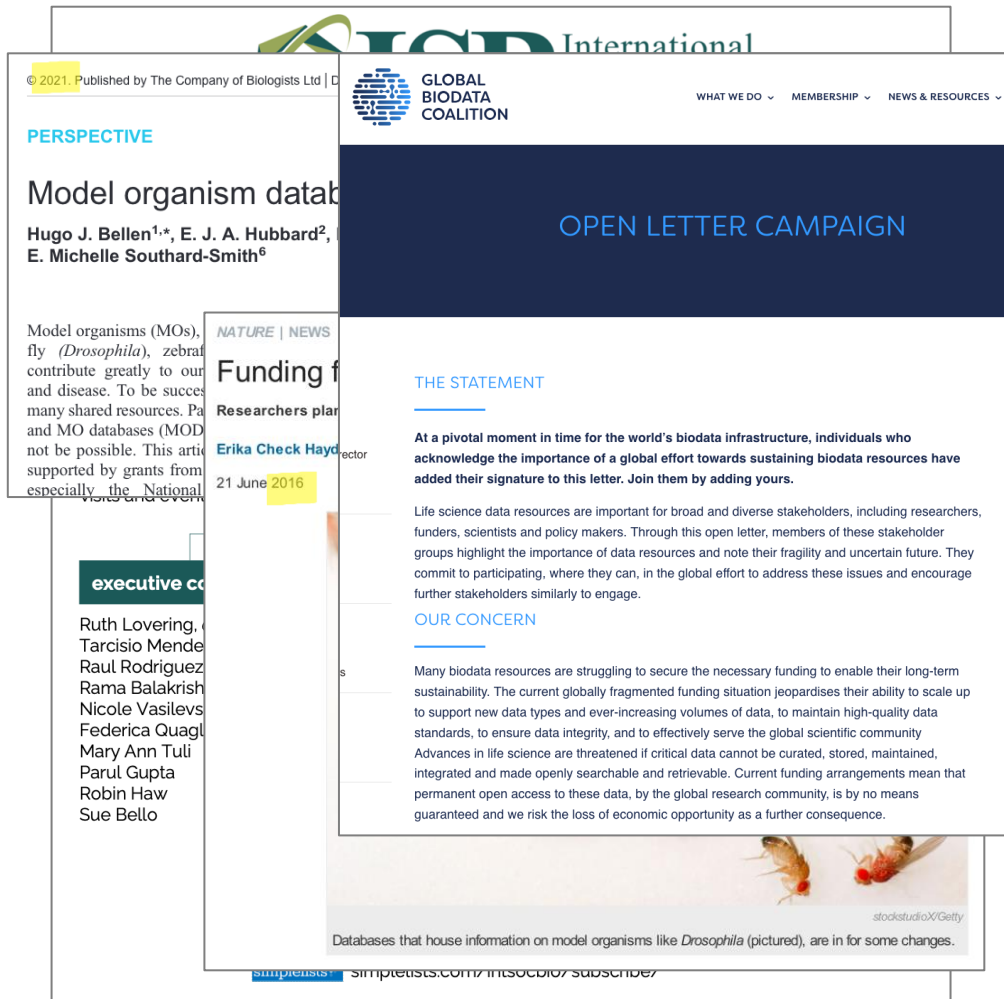 International
© 2021. Published by The Company of Biologists Ltd |
PERSPECTIVE
Model organism
Hugo J. Bellen1,*, E. J. A. Hubbard2,
E. Michelle Southard-Smith6
Model organisms (MOs),
fly (Drosophila),
contribute greatly to our
and disease. To be
many shared resources.
and MO databases
not be possible. This
supported by grants from
especially the National
executive
Ruth Lovering,
Tarcisio
Raul Rodriguez
Rama
Nicole
Federica
Mary Ann Tuli
Parul Gupta
Robin Haw
Sue Bello
NATURE | NEWS
Funding
Researchers
Erika Check
21 June 2016
GLOBAL
BIODATA
COALITION
WHAT WE DO
MEMBERSHIP
NEWS & RESOURCES
OPEN LETTER CAMPAIGN
THE STATEMENT
At a pivotal moment in time for the world’s biodata infrastructure, individuals who
acknowledge the importance of a global effort towards sustaining biodata resources have
added their signature to this letter. Join them by adding yours.
Life science data resources are important for broad and diverse stakeholders, including researchers,
funders, scientists and policy makers. Through this open letter, members of these stakeholder
groups highlight the importance of data resources and note their fragility and uncertain future. They
commit to participating, where they can, in the global effort to address these issues and encourage
further stakeholders similarly to engage.
OUR CONCERN
Many biodata resources are struggling to secure the necessary funding to enable their long-term
sustainability. The current globally fragmented funding situation jeopardises their ability to scale up
to support new data types and ever-increasing volumes of data, to maintain high-quality data
standards, to ensure data integrity, and to effectively serve the global scientific community
Advances in life science are threatened if critical data cannot be curated, stored, maintained,
integrated and made openly searchable and retrievable. Current funding arrangements mean that
permanent open access to these data, by the global research community, is by no means
guaranteed and we risk the loss of economic opportunity as a further consequence.
stockstudioX/Getty
Databases that house information on model organisms like Drosophila (pictured), are in for some changes.
simplelists.com/intsocbio/subscribe/